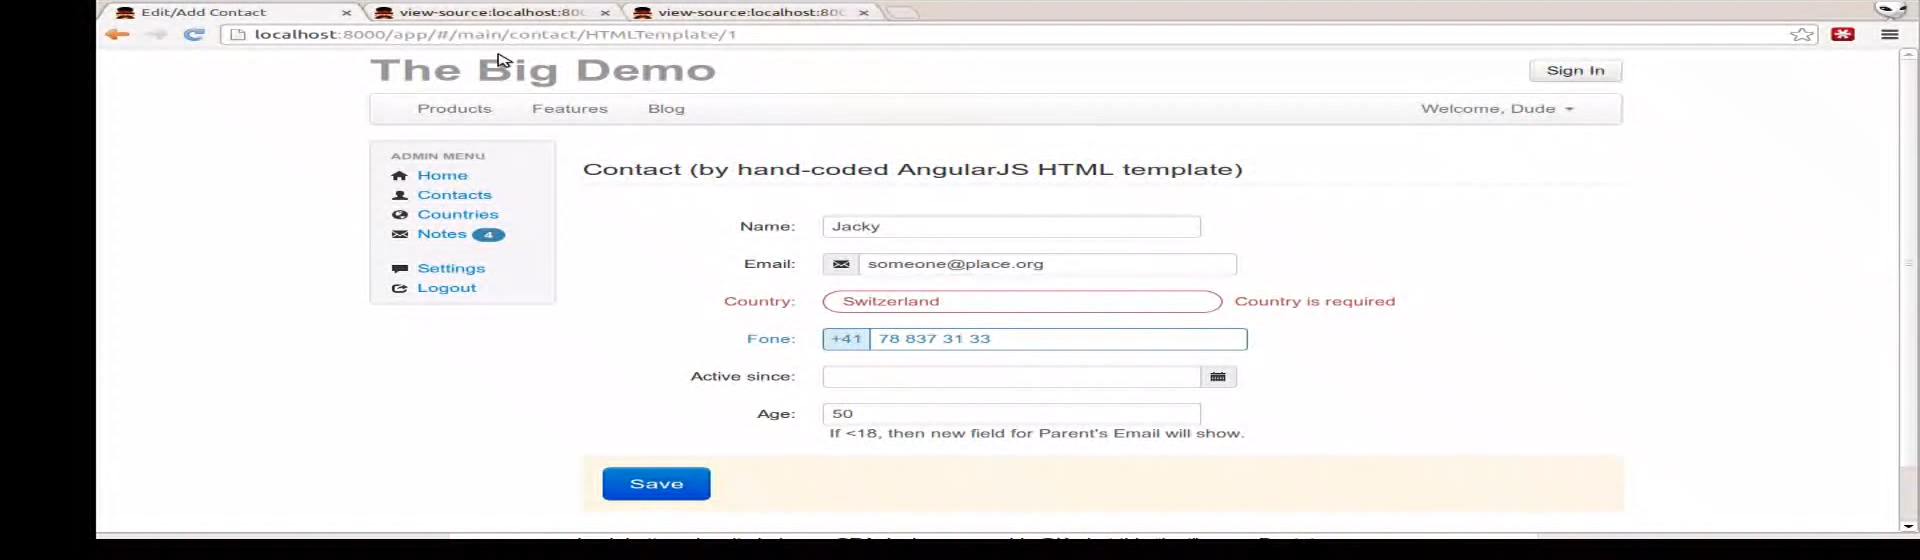 Edit/Add Contact
view-source:localhost:80
view-source:localhost:80
localhost:8000/app/#/main/contact/HTMLTemplate/1
The Big Demo
Sign In
Products Features Blog Welcome, Dude
ADMIN MENU
Home
Contacts
Countries
Notes 4
Settings
Logout
Contact (by hand-coded AngularJS HTML template)
Name: Jacky
Email: someone@place.org
Country: Switzerland Country is required
Fone: +41 78 837 31 33
Active since:
Age: 50
If <18, then new field for Parent's Email will show.
Save